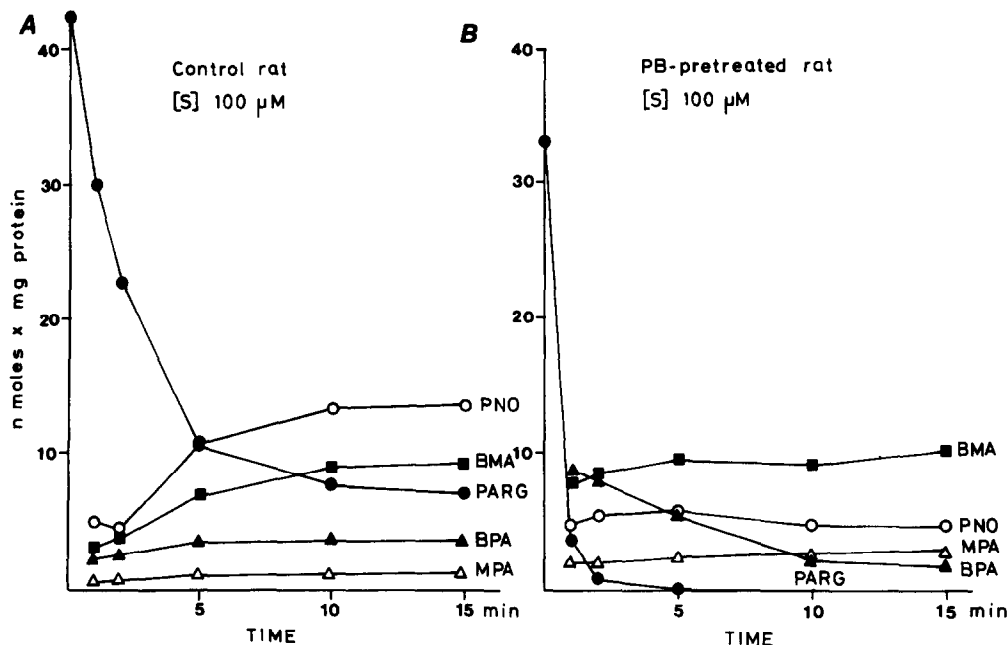 A
Control rat
[S] 100 µM
40
30
20
10
n moles x mg protein
PNO
BMA
PARG
BPA
MPA
5
10
15 min
TIME
B
PB-pretreated rat
[S] 100 µM
40
30
20
10
BMA
PNO
MPA
BPA
PARG
5
10
15 min
TIME